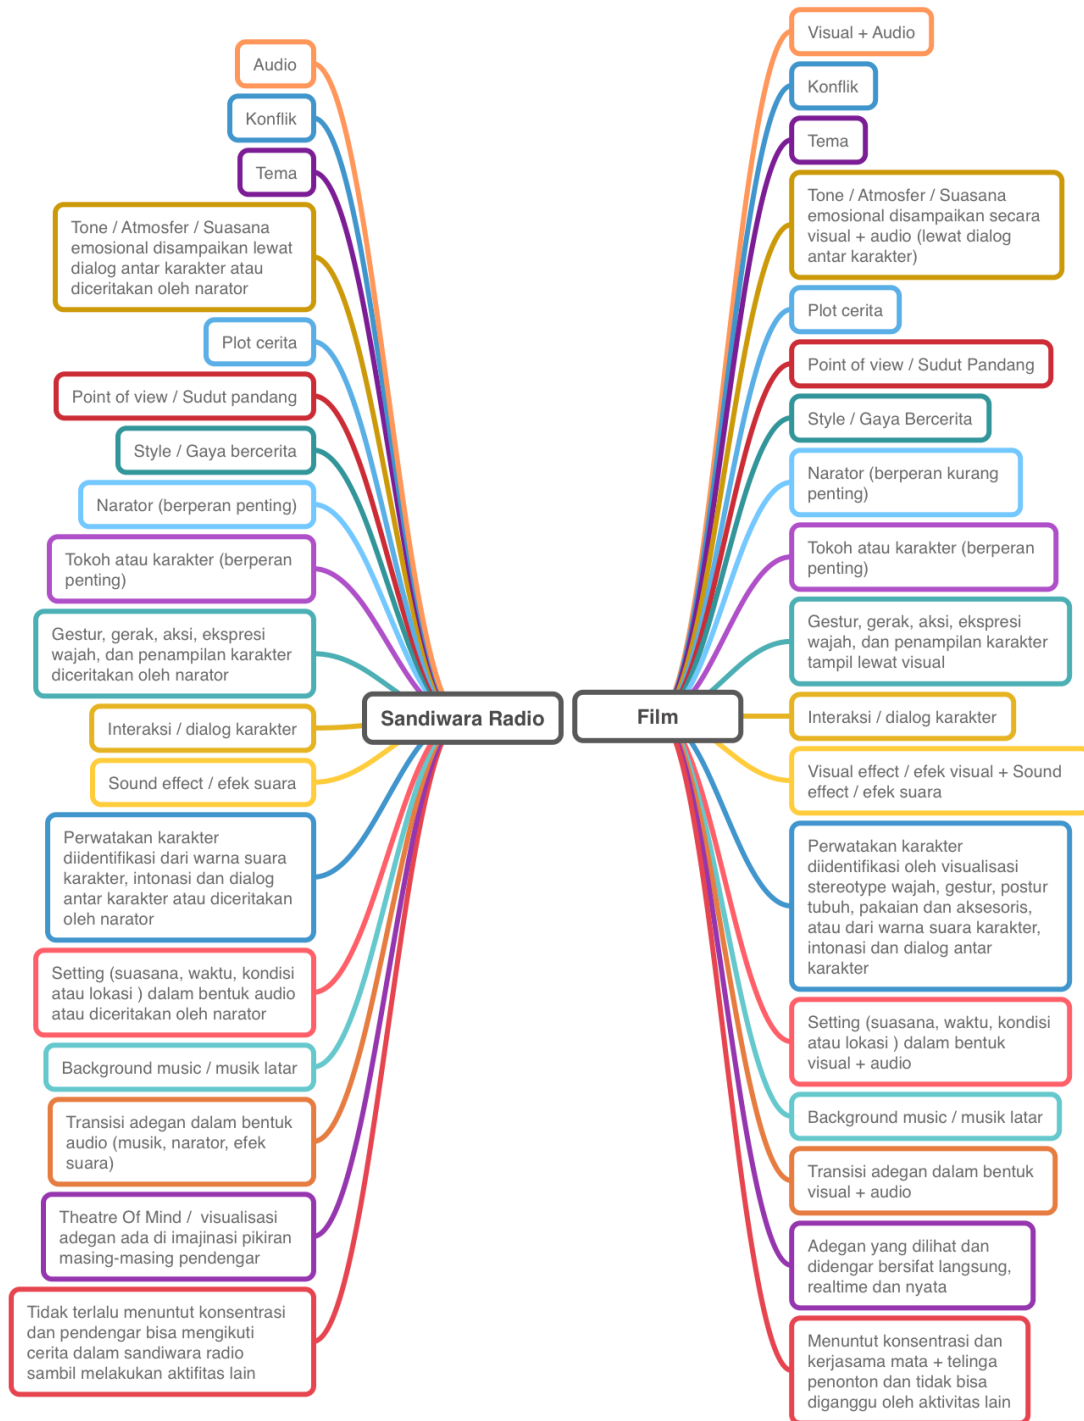 Audio
Konflik
Tema
Tone / Atmosfer / Suasana
emosional disampaikan lewat
dialog antar karakter atau
diceritakan oleh narator
Plot cerita
Point of view / Sudut pandang
Style / Gaya bercerita
Narator (berperan penting)
Tokoh atau karakter (berperan
penting)
Gestur, gerak, aksi, ekspresi
wajah, dan penampilan karakter
diceritakan oleh narator
Interaksi / dialog karakter
Sound effect / efek suara
Perwatakan karakter
diidentifikasi dari warna suara
karakter, intonasi dan dialog
antar karakter atau diceritakan
oleh narator
Setting (suasana, waktu, kondisi
atau lokasi ) dalam bentuk audio
atau diceritakan oleh narator
Background music / musik latar
Transisi adegan dalam bentuk
audio (musik, narator, efek
suara)
Theatre Of Mind /  visualisasi
adegan ada di imajinasi pikiran
masing-masing pendengar
Tidak terlalu menuntut konsentrasi
dan pendengar bisa mengikuti
cerita dalam sandiwara radio
sambil melakukan aktifitas lain
Sandiwara Radio
Film
Visual + Audio
Konflik
Tema
Tone / Atmosfer / Suasana
emosional disampaikan secara
visual + audio (lewat dialog
antar karakter)
Plot cerita
Point of view / Sudut Pandang
Style / Gaya Bercerita
Narator (berperan kurang
penting)
Tokoh atau karakter (berperan
penting)
Gestur, gerak, aksi, ekspresi
wajah, dan penampilan karakter
tampil lewat visual
Interaksi / dialog karakter
Visual effect / efek visual + Sound
effect / efek suara
Perwatakan karakter
diidentifikasi oleh visualisasi
stereotype wajah, gestur, postur
tubuh, pakaian dan aksesoris,
atau dari warna suara karakter,
intonasi dan dialog antar
karakter
Setting (suasana, waktu, kondisi
atau lokasi ) dalam bentuk
visual + audio
Background music / musik latar
Transisi adegan dalam bentuk
visual + audio
Adegan yang dilihat dan
didengar bersifat langsung,
realtime dan nyata
Menuntut konsentrasi dan
kerjasama mata + telinga
penonton dan tidak bisa
diganggu oleh aktivitas lain